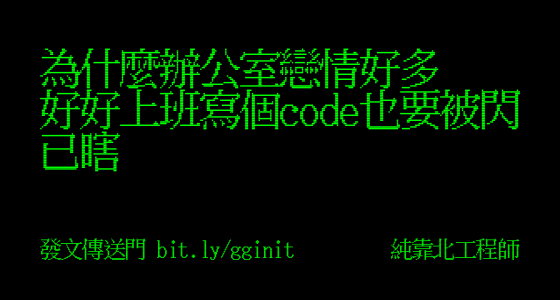 為什麼辦公室戀情好多
好好上班寫個code也要被閃
己瞎
發文傳送門 bit.ly/gginit
純靠北工程師